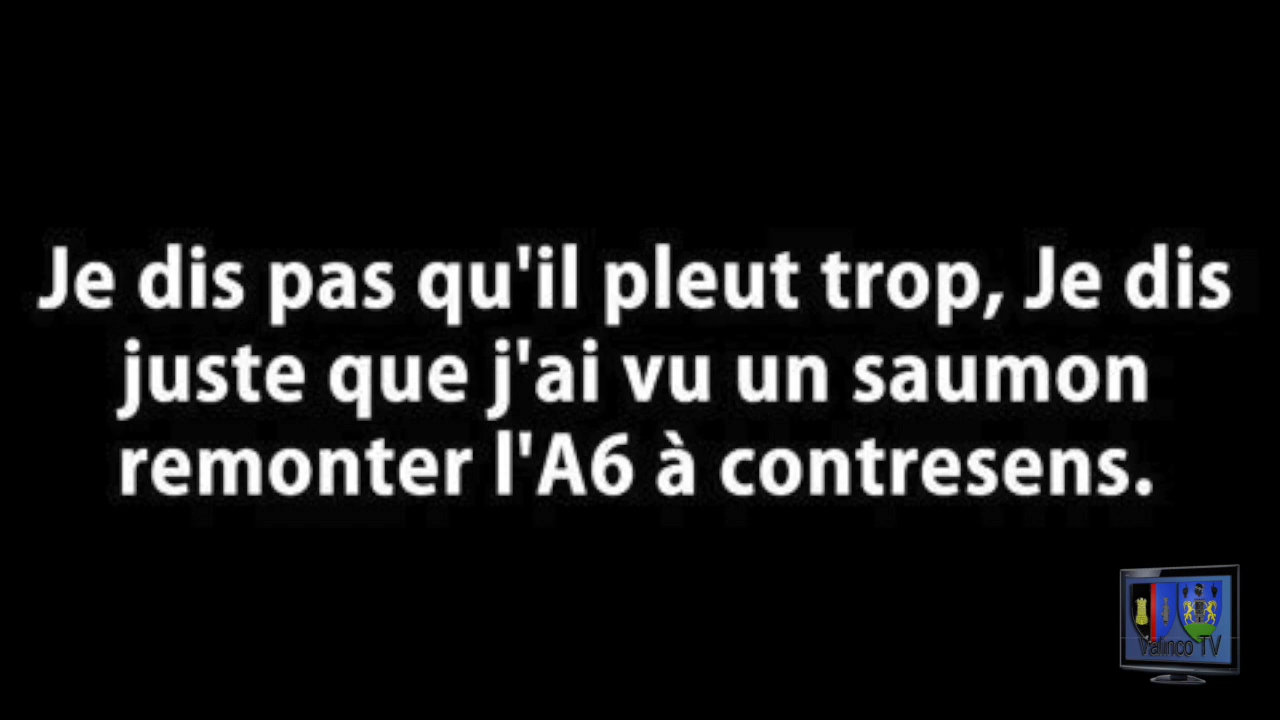 Je dis pas qu'il pleut trop, Je dis
juste que j'ai vu un saumon
remonter l'A6 à contresens.
Valinco TV